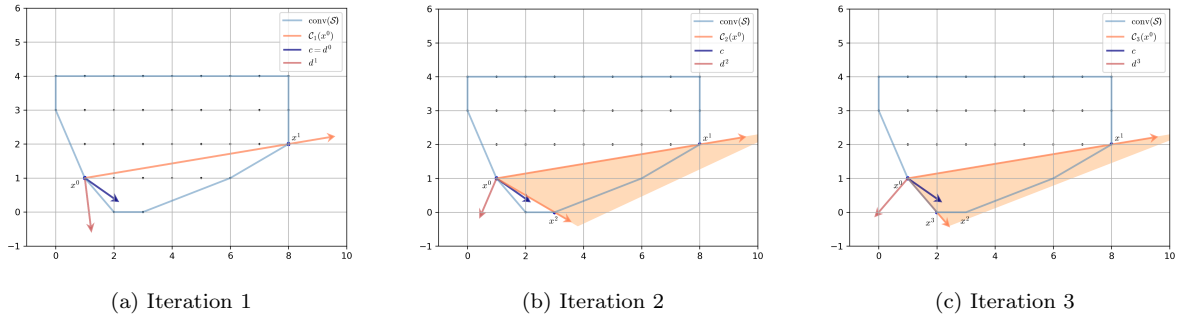 6
5
4
3
2
1
0
−1
0 2 4 6 8 10
conv(𝒮)
𝒞₁(x⁰)
c = d⁰
d¹
x⁰
x¹
(a) Iteration 1
6
5
4
3
2
1
0
−1
0 2 4 6 8 10
conv(𝒮)
𝒞₂(x⁰)
c
d²
x⁰
x¹
x²
(b) Iteration 2
6
5
4
3
2
1
0
−1
0 2 4 6 8 10
conv(𝒮)
𝒞₃(x⁰)
c
d³
x⁰
x¹
x³
x²
(c) Iteration 3